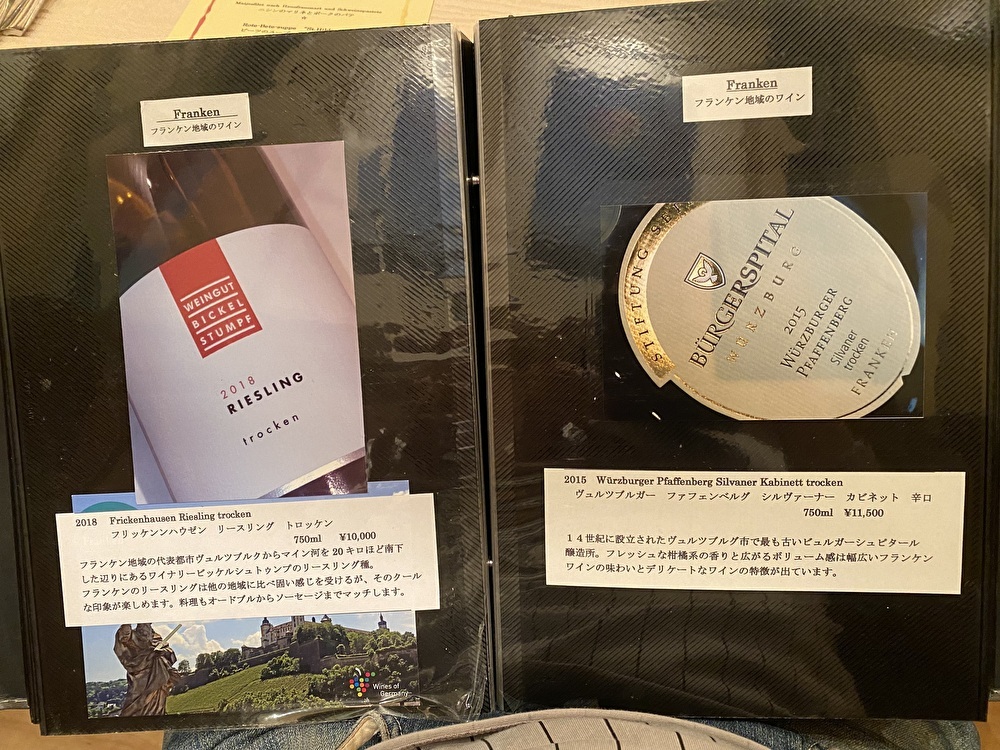 Franken
フランケン地域のワイン
WEINGUT
BICKEL
STUMPF
2018
RIESLING
trocken
2018 Frickenhausen Riesling trocken
フリッケンンハウゼン リースリング トロッケン
750ml ¥10,000
フランケン地域の代表都市ヴュルツブルクからマイン河を20キロほど南下
した辺りにあるワイナリービッケルシュトゥンプのリースリング種。
フランケンのリースリングは他の地域に比べ固い感じを受けるが、そのクール
な印象が楽しめます。料理もオードブルからソーセージまでマッチします。
Wines of
Germany
Franken
フランケン地域のワイン
STIFTUNG
BÜRGERSPITAL
WÜRZBURG
2015
WÜRZBURGER
PFAFFENBERG
Silvaner
trocken
FRANKEN
2015 Würzburger Pfaffenberg Silvaner Kabinett trocken
ヴュルツブルガー ファフェンベルグ シルヴァーナー カビネット 辛口
750ml ¥11,500
14世紀に設立されたヴュルツブルグ市で最も古いビュルガーシュピタール
醸造所。フレッシュな柑橘系の香りと広がるボリューム感は幅広いフランケン
ワインの味わいとデリケートなワインの特徴が出ています。